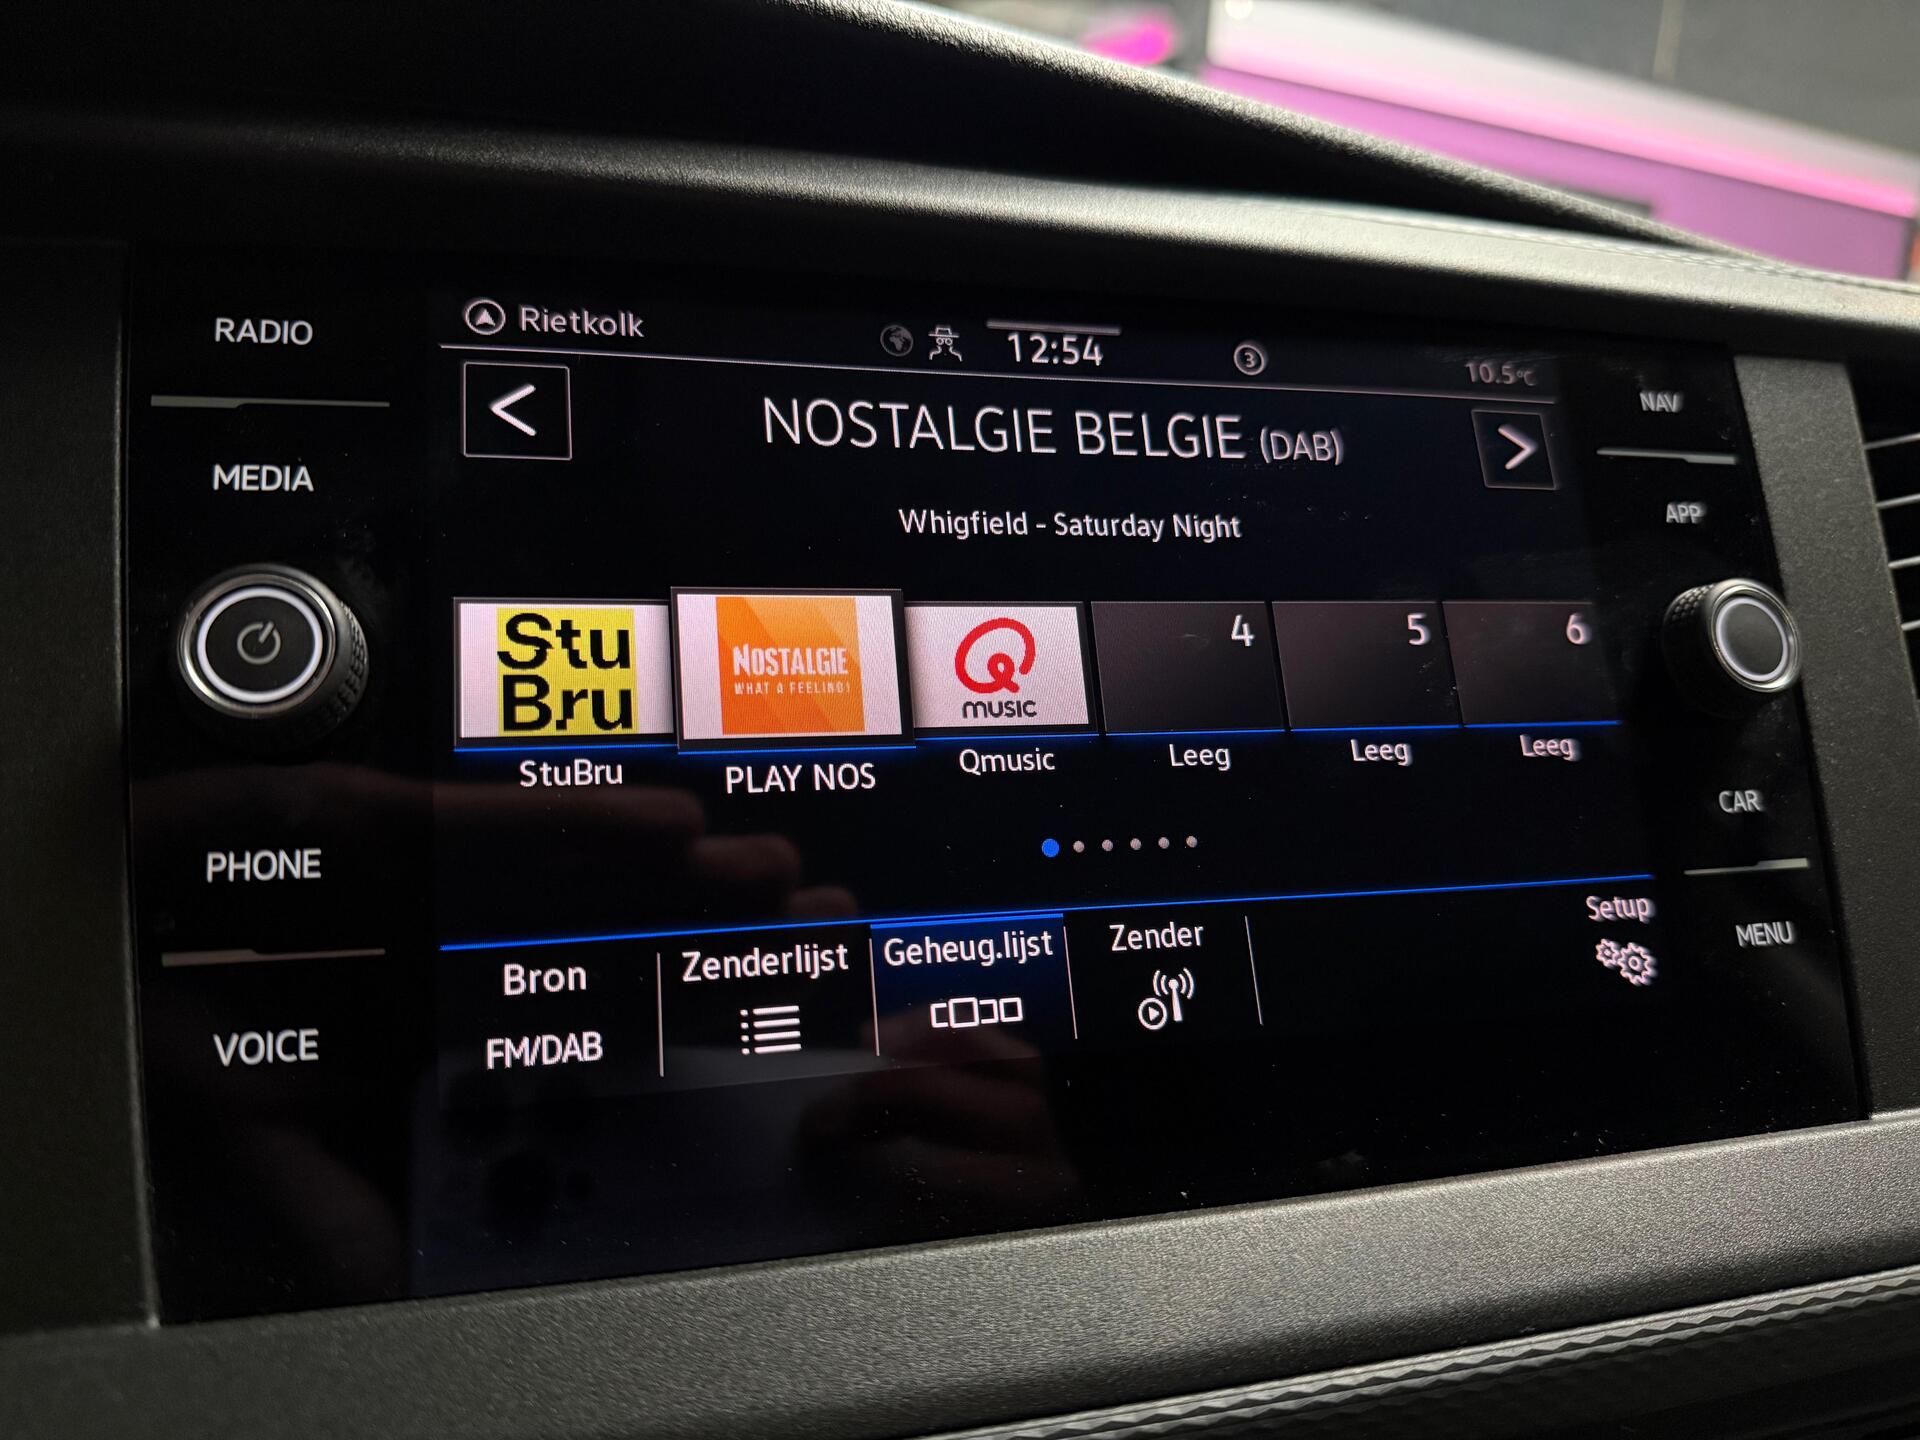 RADIO
MEDIA
PHONE
VOICE
Rietkolk
12:54
3
10.5°C
<
NOSTALGIE BELGIE (DAB)
>
Whigfield - Saturday Night
Stu
Bru
NOSTALGIE
WHAT A FEELING!
Q
MUSIC
4
5
6
StuBru
PLAY NOS
Qmusic
Leeg
Leeg
Leeg
Bron
FM/DAB
Zenderlijst
Geheug.lijst
Zender
Setup
NAV
APP
CAR
MENU